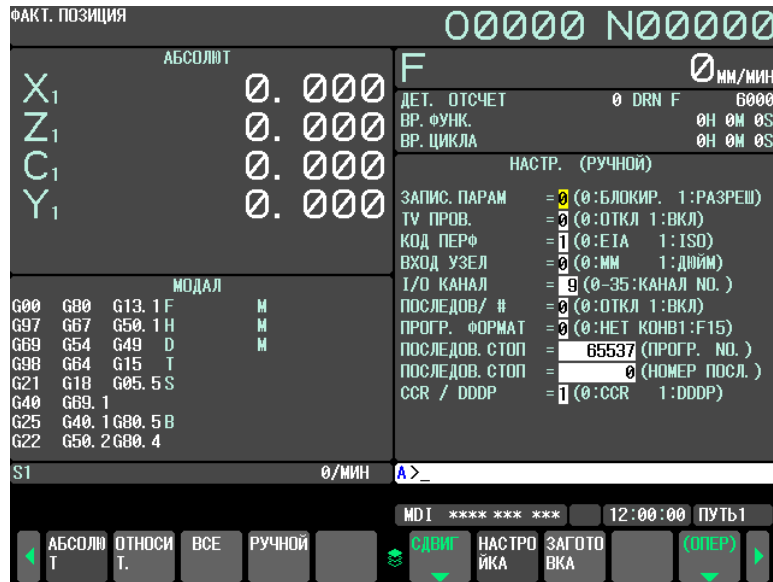 ФАКТ. ПОЗИЦИЯ
O0000 N00000
АБСОЛЮТ
X1 0. 000
Z1 0. 000
C1 0. 000
Y1 0. 000
F 0 ММ/МИН
ДЕТ. ОТСЧЕТ 0 DRN F 6000
ВР. ФУНК. 0H 0M 0S
ВР. ЦИКЛА 0H 0M 0S
НАСТР. (РУЧНОЙ)
ЗАПИС. ПАРАМ =0(0:БЛОКИР. 1:РАЗРЕШ)
TV ПРОВ. =0(0:ОТКЛ 1:ВКЛ)
КОД ПЕРФ =1(0:EIA 1:ISO)
ВХОД УЗЕЛ =0(0:ММ 1:ДЮЙМ)
I/O КАНАЛ = 9(0-35:КАНАЛ NO. )
ПОСЛЕДОВ/ # =0(0:ОТКЛ 1:ВКЛ)
ПРОГР. ФОРМАТ =0(0:НЕТ КОНВ1:F15)
ПОСЛЕДОВ. СТОП = 65537(ПРОГР. NO. )
ПОСЛЕДОВ. СТОП = 0(НОМЕР ПОСЛ. )
CCR / DDDP =1(0:CCR 1:DDDP)
МОДАЛ
G00 G80 G13. 1 F M
G97 G67 G50. 1 H M
G69 G54 G49 D M
G98 G64 G15 T
G21 G18 G05. 5 S
G40 G69. 1
G25 G40. 1 G80. 5 B
G22 G50. 2 G80. 4
S1 0/МИН
A>_
MDI **** *** *** 12:00:00 ПУТЬ1
АБСОЛЮ
Т
ОТНОСИ
Т.
ВСЕ
РУЧНОЙ
СДВИГ
НАСТРО
ЙКА
ЗАГОТО
ВКА
(ОПЕР)